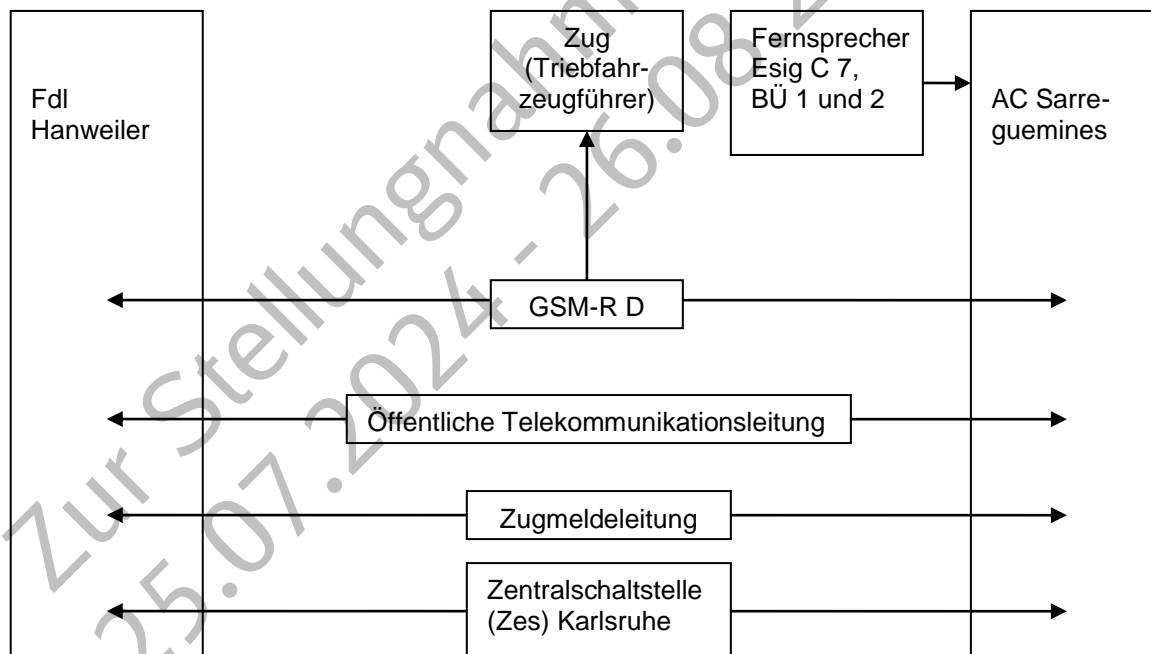 Zug
(Triebfahr-
zeugführer)
Fernsprecher
Esig C 7,
BÜ 1 und 2
Fdl
Hanweiler
AC Sarre-
guemines
GSM-R D
Öffentliche Telekommunikationsleitung
Zugmeldeleitung
Zentralschaltstelle
(Zes) Karlsruhe
Zur Stellungnahm
25.07.2024 - 26.08.2